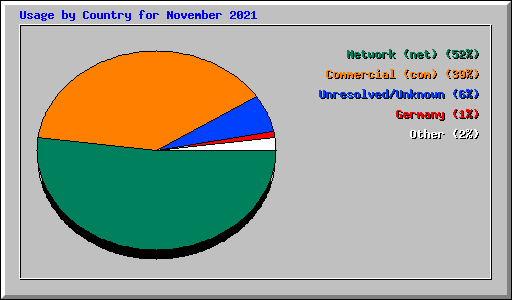 Usage by Country for November 2021
Network (net) (52%)
Commercial (com) (39%)
Unresolved/Unknown (6%)
Germany (1%)
Other (2%)